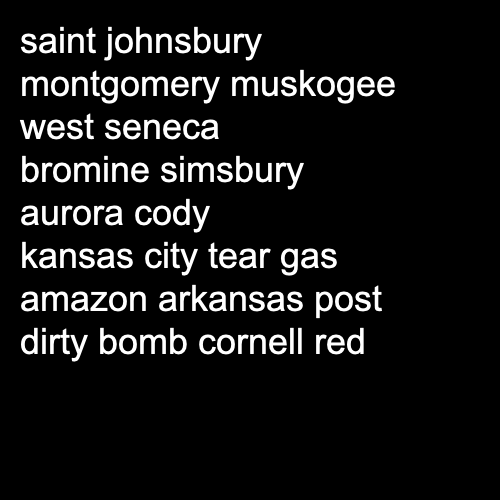 saint johnsbury
montgomery muskogee
west seneca
bromine simsbury
aurora cody
kansas city tear gas
amazon arkansas post
dirty bomb cornell red